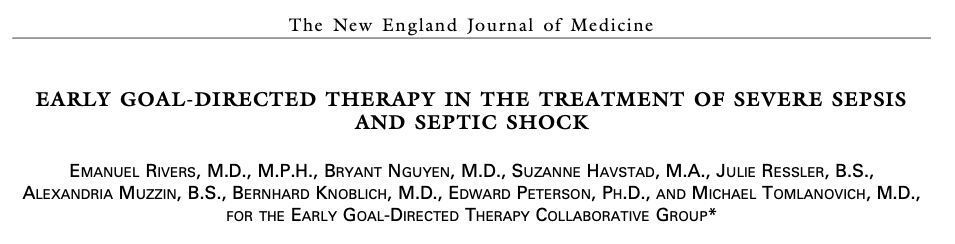 The New England Journal of Medicine
EARLY GOAL-DIRECTED THERAPY IN THE TREATMENT OF SEVERE SEPSIS
AND SEPTIC SHOCK
EMANUEL RIVERS, M.D., M.P.H., BRYANT NGUYEN, M.D., SUZANNE HAVSTAD, M.A., JULIE RESSLER, B.S.,
ALEXANDRIA MUZZIN, B.S., BERNHARD KNOBLICH, M.D., EDWARD PETERSON, PH.D., AND MICHAEL TOMLANOVICH, M.D.,
FOR THE EARLY GOAL-DIRECTED THERAPY COLLABORATIVE GROUP*